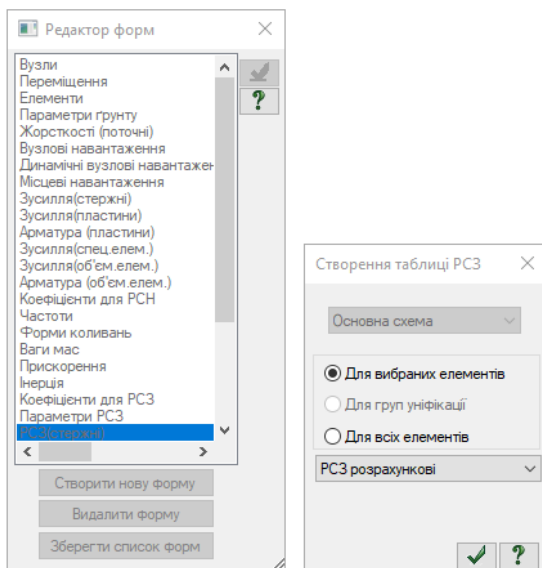 Редактор форм
Вузли
Переміщення
Елементи
Параметри ґрунту
Жорсткості (поточні)
Вузлові навантаження
Динамічні вузлові навантажен
Місцеві навантаження
Зусилля(стержні)
Зусилля(пластини)
Арматура (пластини)
Зусилля(спец.елем.)
Зусилля(об'єм.елем.)
Арматура (об'єм.елем.)
Коефіцієнти для РСН
Частоти
Форми коливань
Ваги мас
Прискорення
Інерція
Коефіцієнти для РСЗ
Параметри РСЗ
РСЗ(стержні)
Створити нову форму
Видалити форму
Зберегти список форм
Створення таблиці РСЗ
Основна схема
Для вибраних елементів
Для груп уніфікації
Для всіх елементів
РСЗ розрахункові